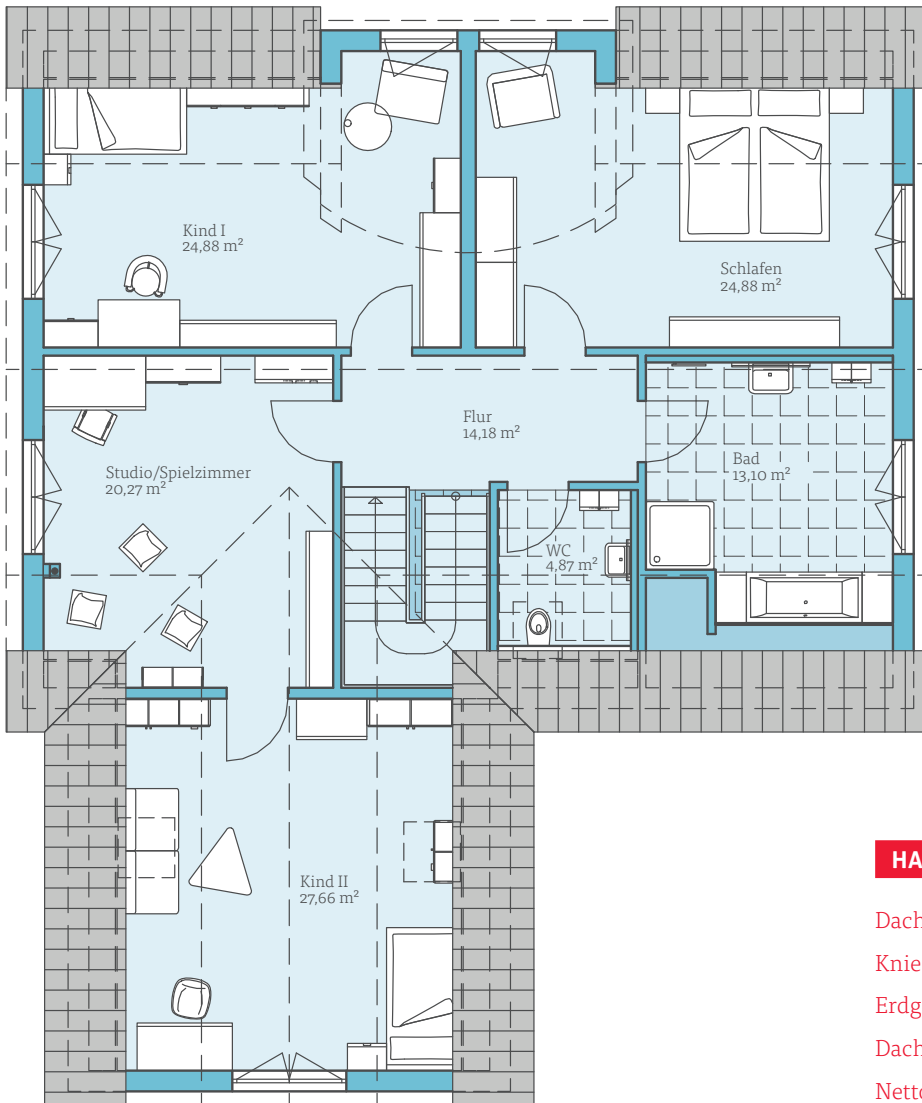 Kind I
24,88 m²
Schlafen
24,88 m²
Flur
14,18 m²
Studio/Spielzimmer
20,27 m²
Bad
13,10 m²
WC
4,87 m²
Kind II
27,66 m²
HA
Dach
Knie
Erdg
Dach
Netto